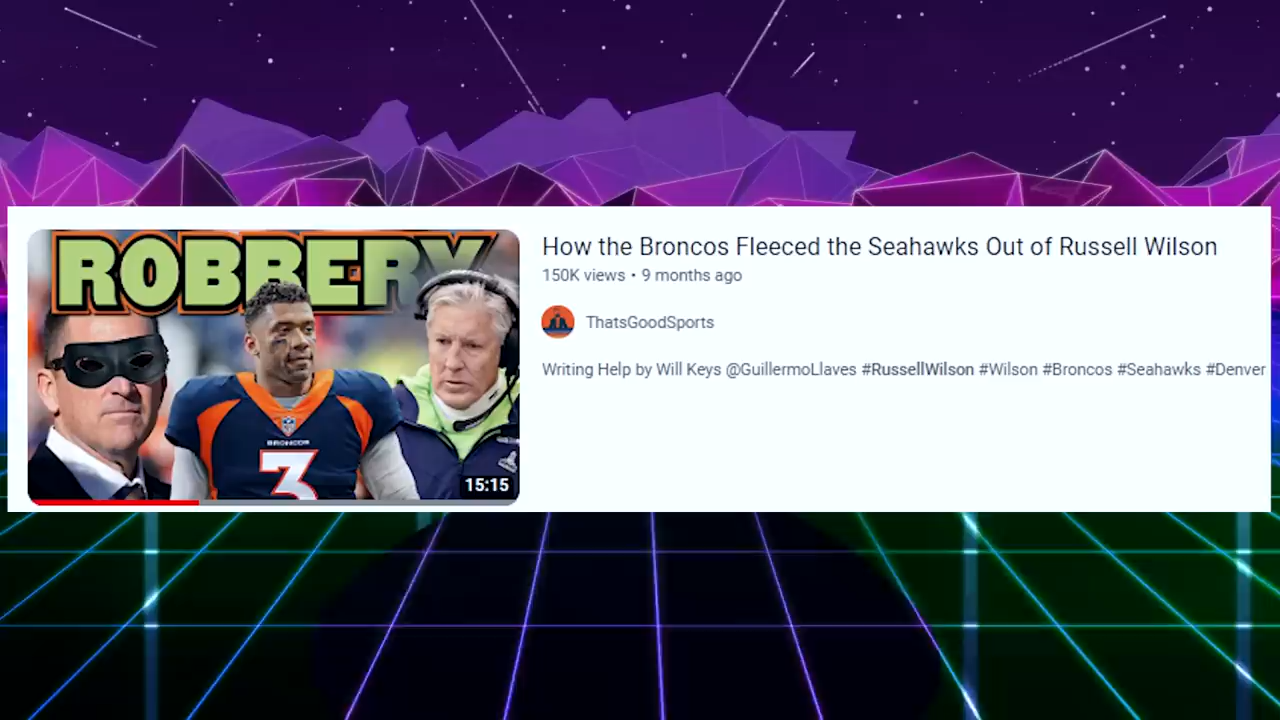 ROBBERY
BRONCOS
3
15:15
How the Broncos Fleeced the Seahawks Out of Russell Wilson
150K views • 9 months ago
ThatsGoodSports
Writing Help by Will Keys @GuillermoLlaves #RussellWilson #Wilson #Broncos #Seahawks #Denver